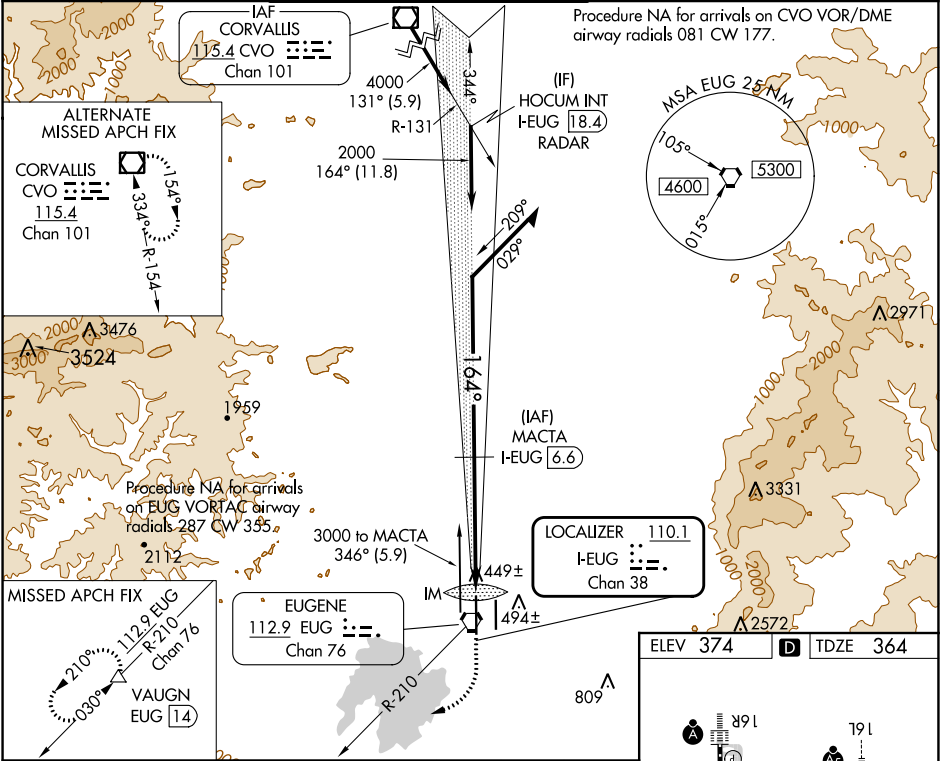 IAF
CORVALLIS
115.4 CVO
Chan 101
Procedure NA for arrivals on CVO VOR/DME
airway radials 081 CW 177.
2000
4000
131° (5.9)
R-131
344°
(IF)
HOCUM INT
I-EUG 18.4
RADAR
2000
164° (11.8)
MSA EUG 25 NM
105°
4600
5300
015°
1000
ALTERNATE
MISSED APCH FIX
CORVALLIS
CVO
115.4
Chan 101
154°
334°
R-154
209°
029°
2000
3476
3000
3524
1959
164°
2971
2000
1000
(IAF)
MACTA
I-EUG 6.6
3331
Procedure NA for arrivals
on EUG VORTAC airway
radials 287 CW 355.
2112
3000 to MACTA
346° (5.9)
LOCALIZER 110.1
I-EUG
Chan 38
1000
2000
449±
IM
494±
2572
MISSED APCH FIX
112.9 EUG
R-210
Chan 76
210°
030°
VAUGN
EUG 14
EUGENE
112.9 EUG
Chan 76
R-210
809
ELEV 374
D
TDZE 364
A
16R
16L